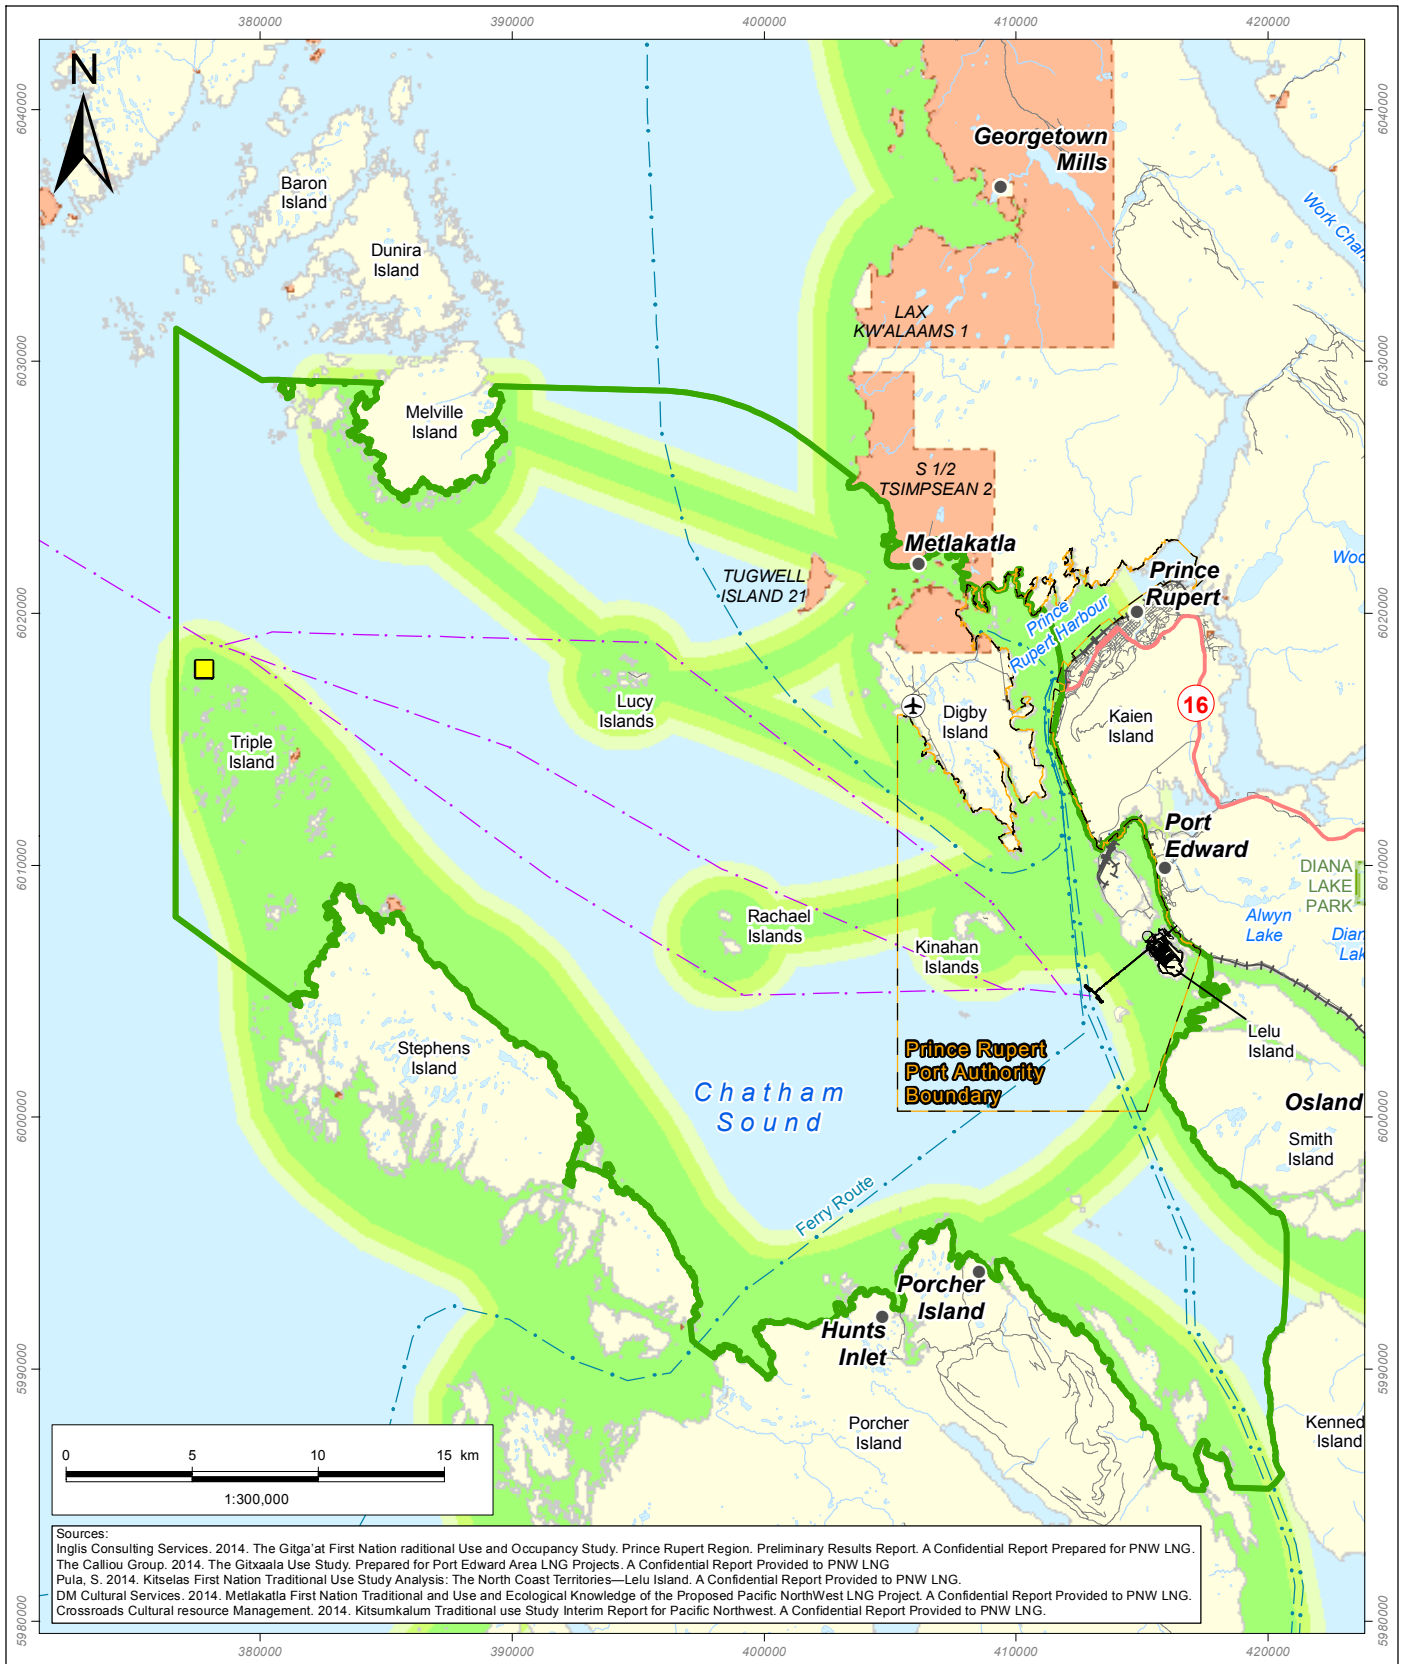 380000
390000
400000
410000
420000
N
6040000
6040000
Georgetown
Mills
Baron
Island
Work Chan
Dunira
Island
LAX
KW'ALAAMS 1
6030000
6030000
Melville
Island
S 1/2
TSIMPSEAN 2
Metlakatla
Woo
Prince
Rupert
TUGWELL
ISLAND 21
Prince
Rupert Harbour
6020000
6020000
16
Lucy
Islands
Digby
Island
Kaien
Island
Triple
Island
Port
Edward
6010000
6010000
DIANA
LAKE
PARK
Rachael
Islands
Alwyn
Lake
Dian
Lak
Kinahan
Islands
Lelu
Island
Prince Rupert
Port Authority
Boundary
Stephens
Island
Chatham
Sound
Osland
6000000
6000000
Smith
Island
Ferry Route
Porcher
Island
Hunts
Inlet
5990000
5990000
Porcher
Island
Kenned
Island
0
5
10
15 km
1:300,000
Sources:
Inglis Consulting Services. 2014. The Gitga'at First Nation raditional Use and Occupancy Study. Prince Rupert Region. Preliminary Results Report. A Confidential Report Prepared for PNW LNG.
The Calliou Group. 2014. The Gitxaala Use Study. Prepared for Port Edward Area LNG Projects. A Confidential Report Provided to PNW LNG
Pula, S. 2014. Kitselas First Nation Traditional Use Study Analysis: The North Coast Territories—Lelu Island. A Confidential Report Provided to PNW LNG.
DM Cultural Services. 2014. Metlakatla First Nation Traditional and Use and Ecological Knowledge of the Proposed Pacific NorthWest LNG Project. A Confidential Report Provided to PNW LNG.
Crossroads Cultural resource Management. 2014. Kitsumkalum Traditional use Study Interim Report for Pacific Northwest. A Confidential Report Provided to PNW LNG.
5980000
5980000
380000
390000
400000
410000
420000